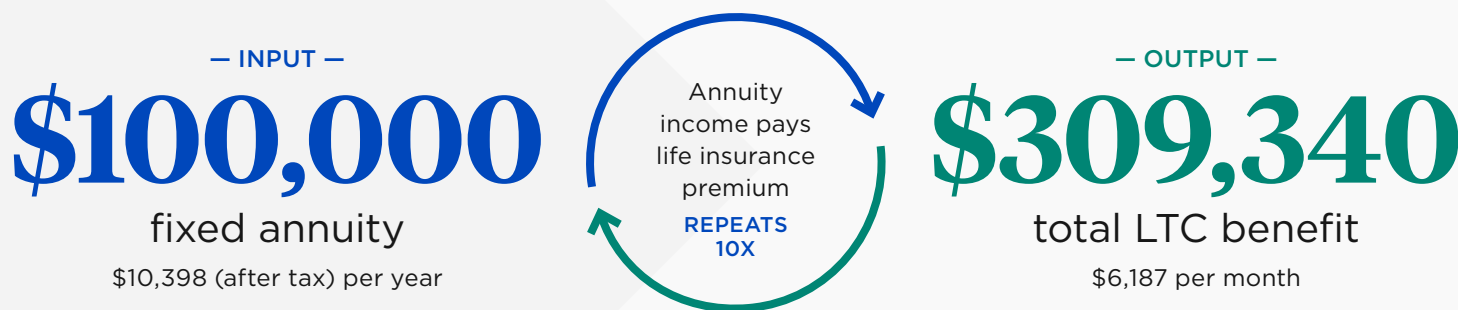 — INPUT —
$100,000
fixed annuity
$10,398 (after tax) per year
Annuity
income pays
life insurance
premium
REPEATS
10X
— OUTPUT —
$309,340
total LTC benefit
$6,187 per month